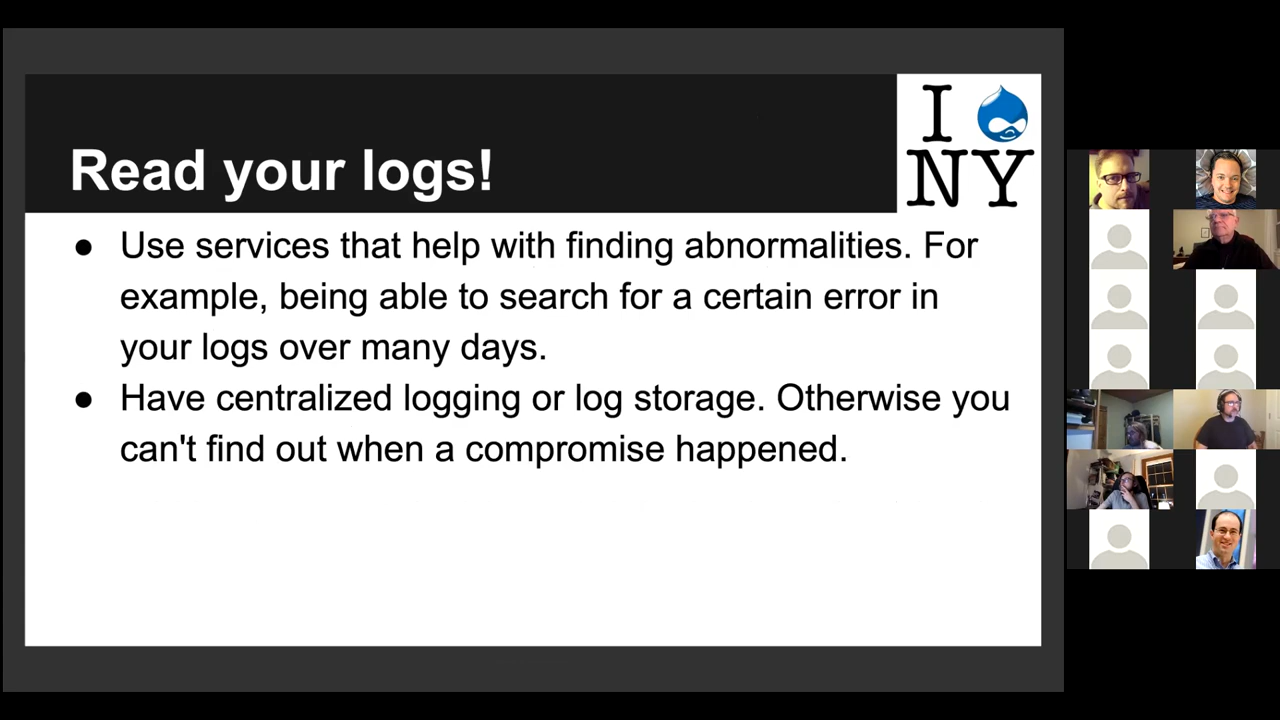 I
NY
Read your logs!
● Use services that help with finding abnormalities. For
example, being able to search for a certain error in
your logs over many days.
● Have centralized logging or log storage. Otherwise you
can't find out when a compromise happened.